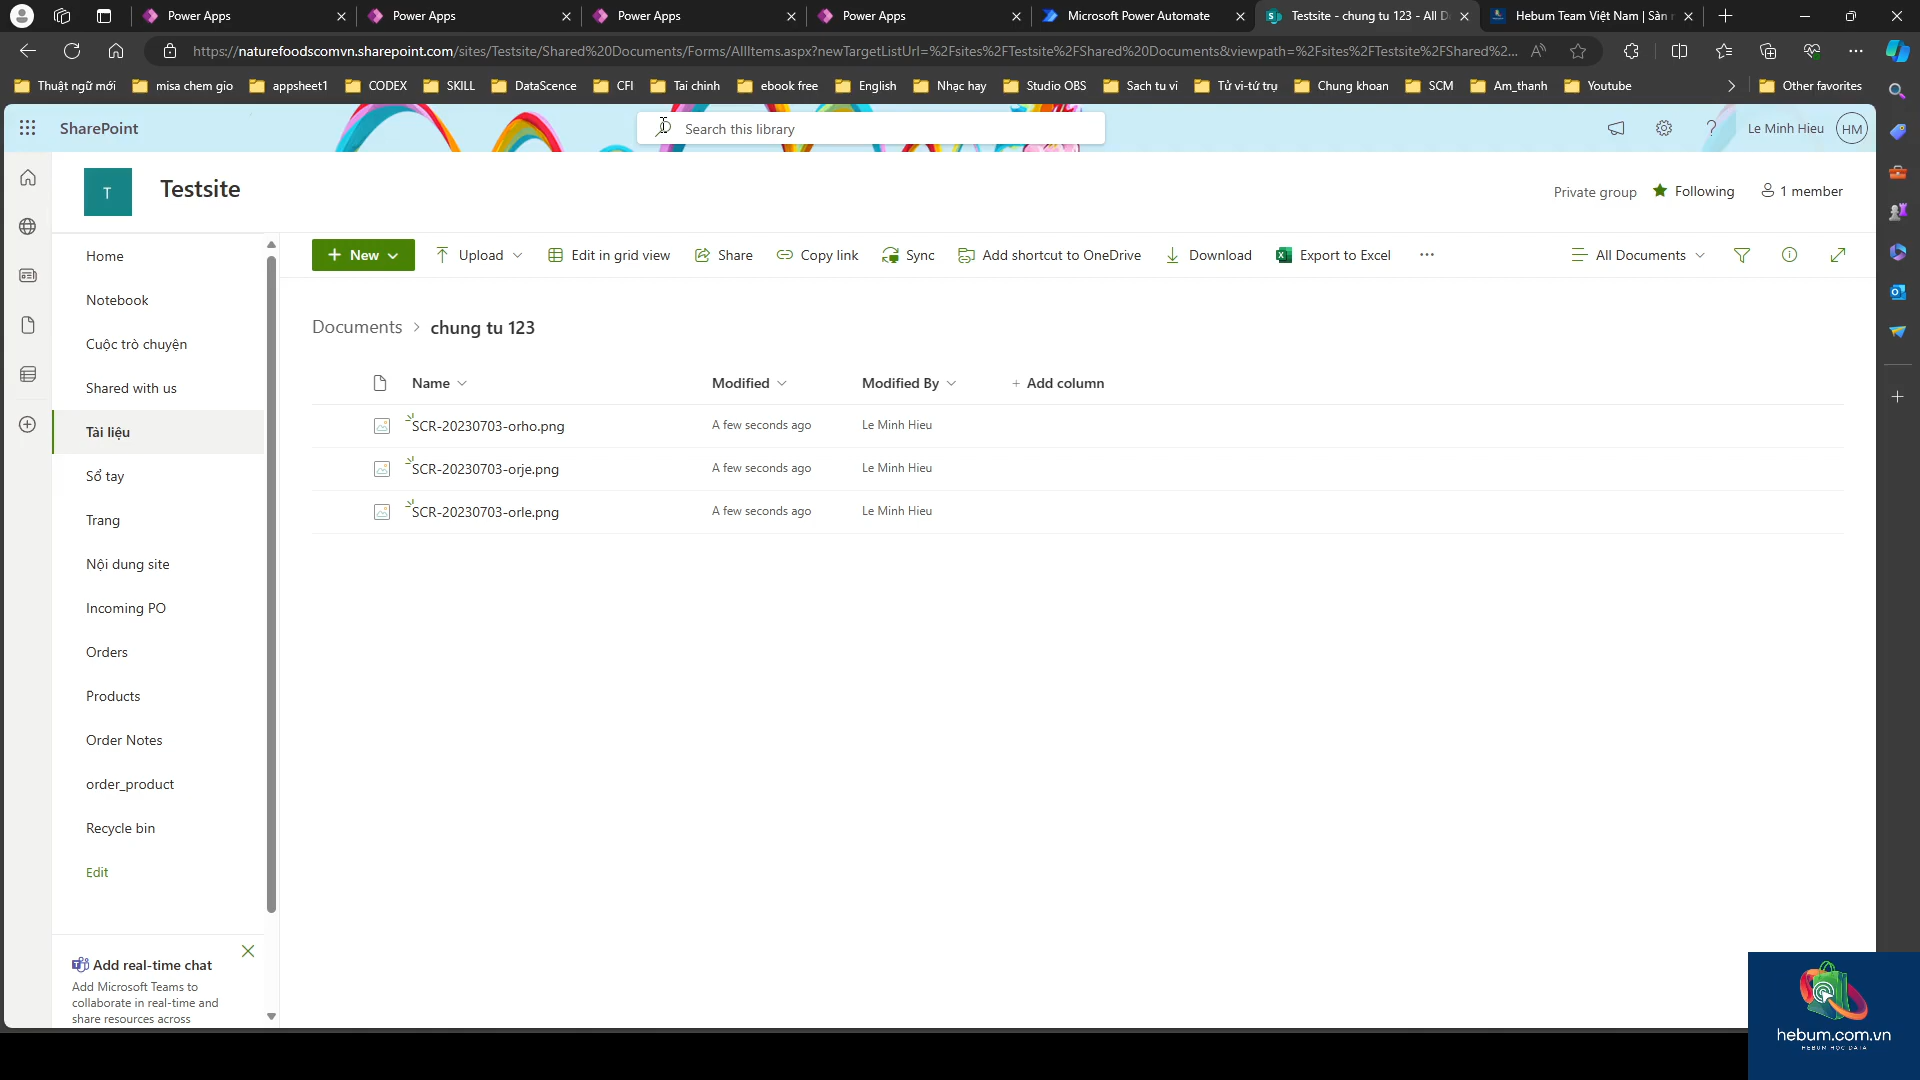 Power Apps
Power Apps
Power Apps
Power Apps
Microsoft Power Automate
Testsite - chung tu 123 - All D
Hebum Team Việt Nam | Sàn
https://naturefoodscomvn.sharepoint.com/sites/Testsite/Shared%20Documents/Forms/AllItems.aspx?newTargetListUrl=%2Fsites%2FTestsite%2FShared%20Documents&viewpath=%2Fsites%2FTestsite%2FShared%2...
Thuật ngữ mới
misa chem gio
appsheet1
CODEX
SKILL
DataScence
CFI
Tai chinh
ebook free
English
Nhạc hay
Studio OBS
Sach tu vi
Tử vi-tứ trụ
Chung khoan
SCM
Am_thanh
Youtube
Other favorites
SharePoint
Search this library
Le Minh Hieu
HM
T
Testsite
Private group
Following
1 member
Home
Notebook
Cuộc trò chuyện
Shared with us
Tài liệu
Sổ tay
Trang
Nội dung site
Incoming PO
Orders
Products
Order Notes
order_product
Recycle bin
Edit
Add real-time chat
Add Microsoft Teams to
collaborate in real-time and
share resources across
New
Upload
Edit in grid view
Share
Copy link
Sync
Add shortcut to OneDrive
Download
Export to Excel
All Documents
Documents > chung tu 123
Name
Modified
Modified By
+ Add column
SCR-20230703-orho.png
A few seconds ago
Le Minh Hieu
SCR-20230703-orje.png
A few seconds ago
Le Minh Hieu
SCR-20230703-orle.png
A few seconds ago
Le Minh Hieu
hebum.com.vn
HEBUM HOC DATA